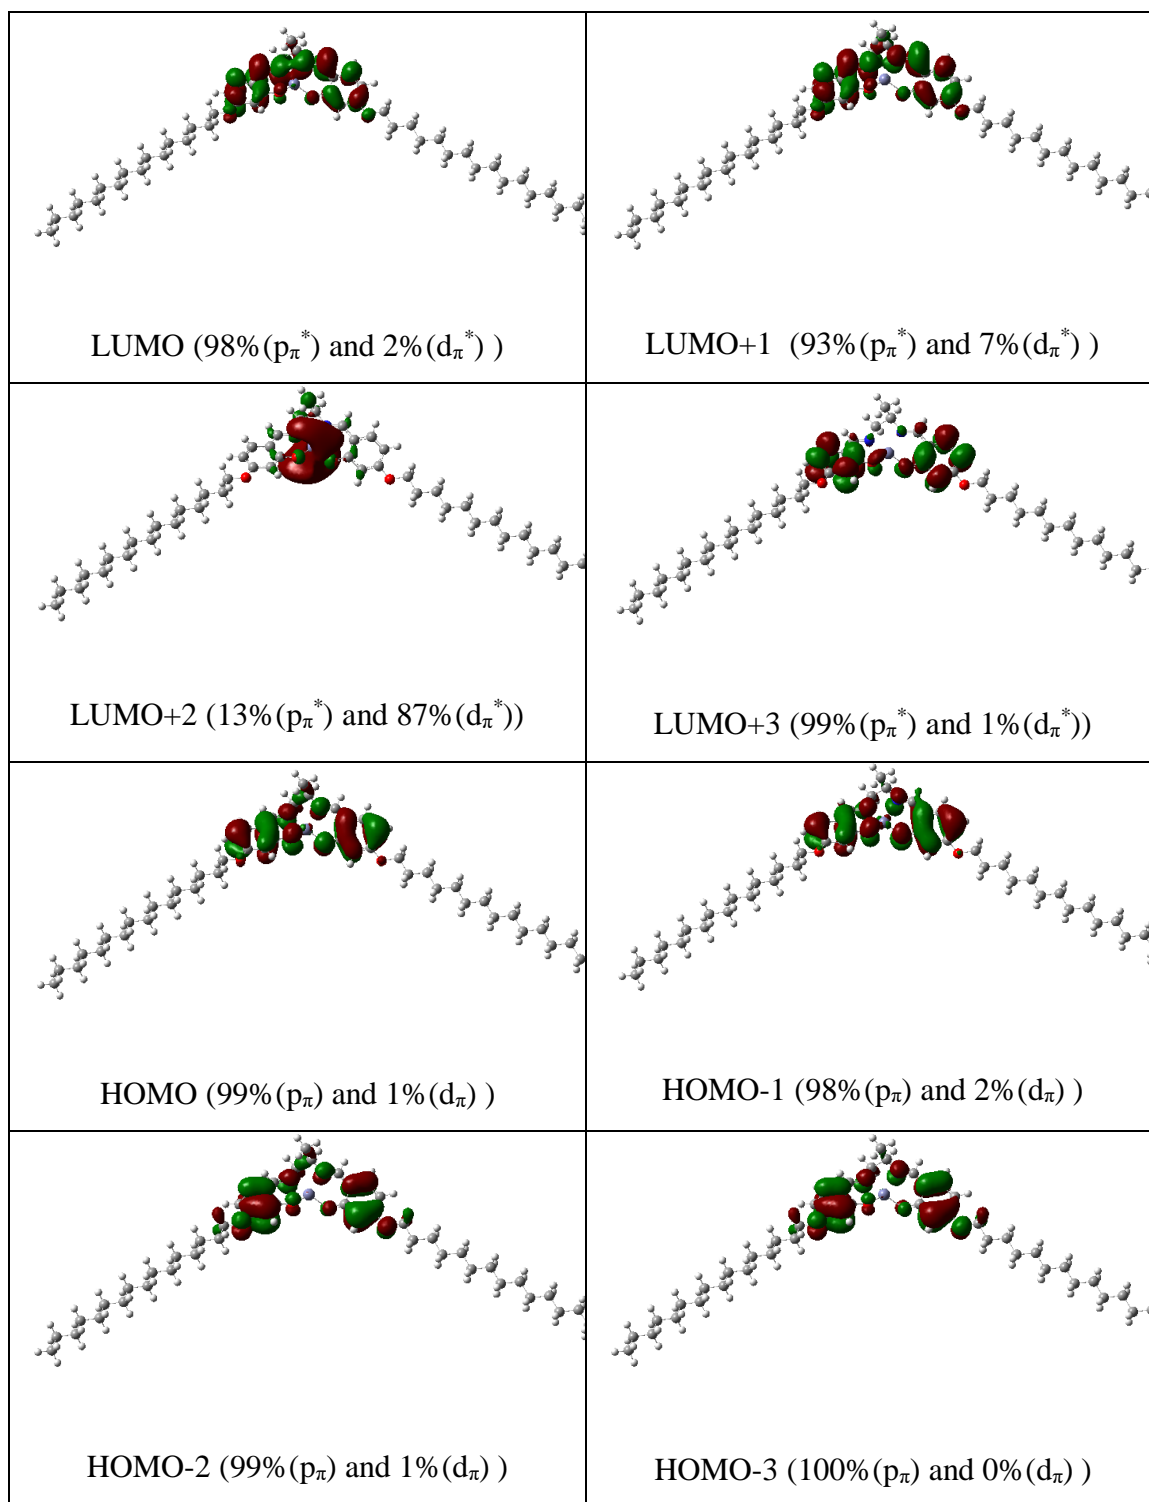 LUMO (98%(pπ*) and 2%(dπ*) )
LUMO+1 (93%(pπ*) and 7%(dπ*) )
LUMO+2 (13%(pπ*) and 87%(dπ*))
LUMO+3 (99%(pπ*) and 1%(dπ*))
HOMO (99%(pπ) and 1%(dπ) )
HOMO-1 (98%(pπ) and 2%(dπ) )
HOMO-2 (99%(pπ) and 1%(dπ) )
HOMO-3 (100%(pπ) and 0%(dπ) )